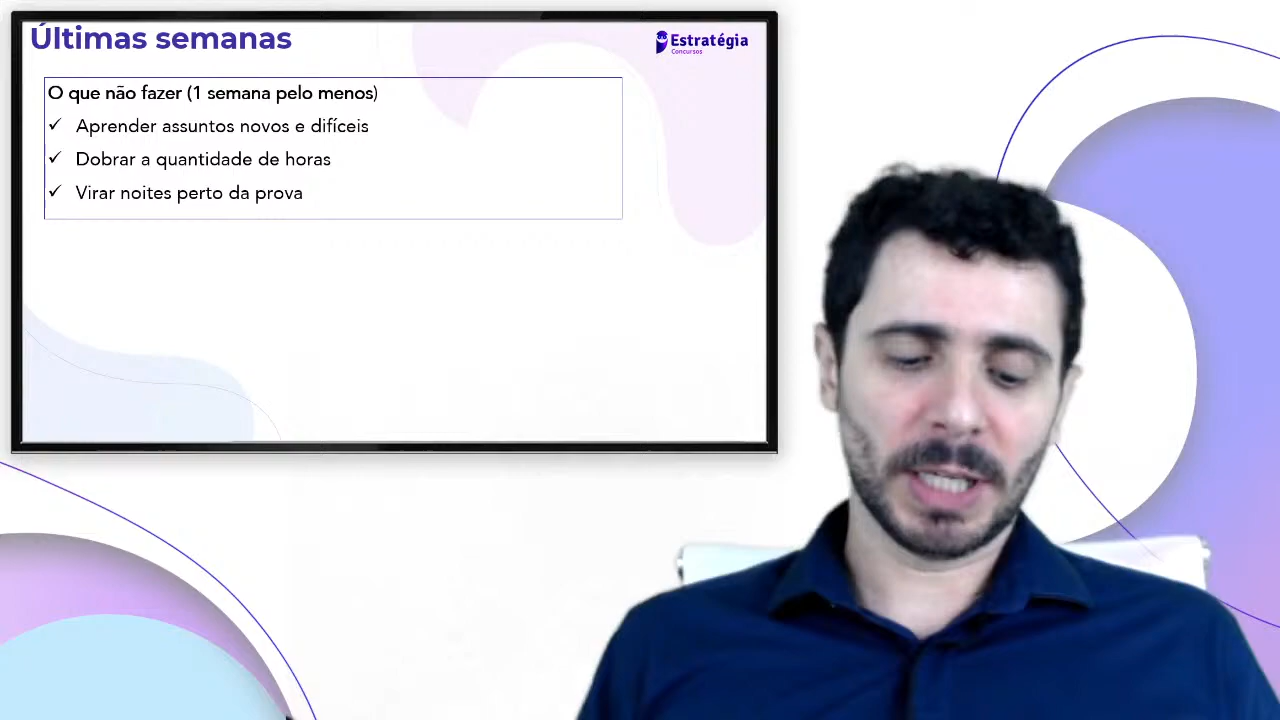 Últimas semanas
Estratégia
Concursos
O que não fazer (1 semana pelo menos)
✓ Aprender assuntos novos e difíceis
✓ Dobrar a quantidade de horas
✓ Virar noites perto da prova